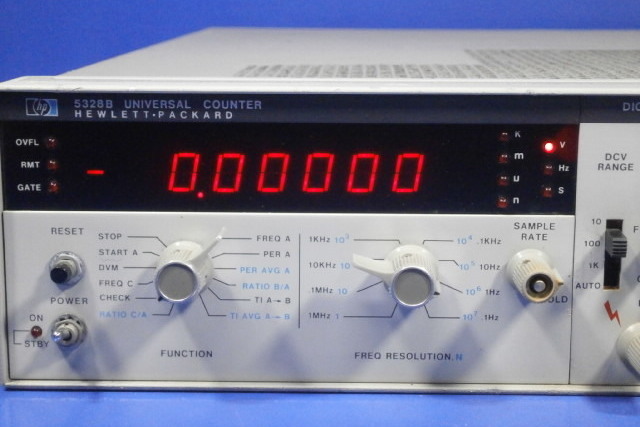 hp 5328B UNIVERSAL COUNTER
HEWLETT•PACKARD
OVFL
RMT
GATE
- 0.00000
K
m
u
n
V
Hz
S
DCV
RANGE
10
100
1K
AUTO
RESET
POWER
ON
STBY
STOP
START A
DVM
FREQ C
CHECK
RATIO C/A
FREQ A
PER A
PER AVG A
RATIO B/A
TI A→B
TI AVG A→B
FUNCTION
1KHz 10³
10KHz 10
.1MHz 10
1MHz 1
10⁴ .1KHz
10⁵ 10Hz
10⁶ 1Hz
10⁷ .1Hz
FREQ RESOLUTION, N
SAMPLE
RATE